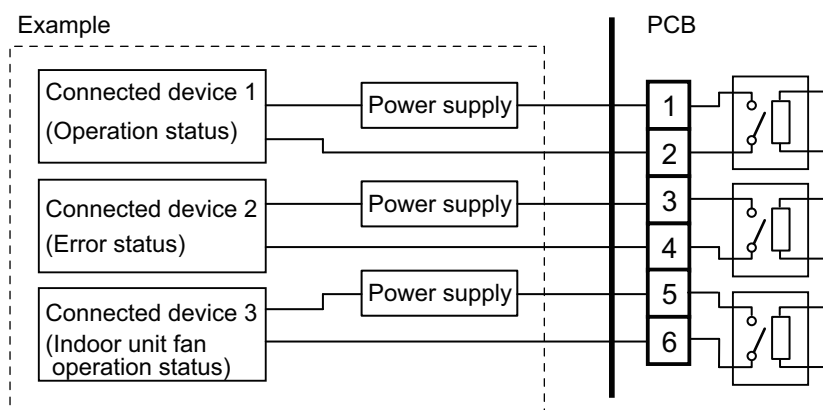 Example
PCB
Connected device 1
(Operation status)
Power supply
1
2
Connected device 2
(Error status)
Power supply
3
4
Connected device 3
(Indoor unit fan
operation status)
Power supply
5
6